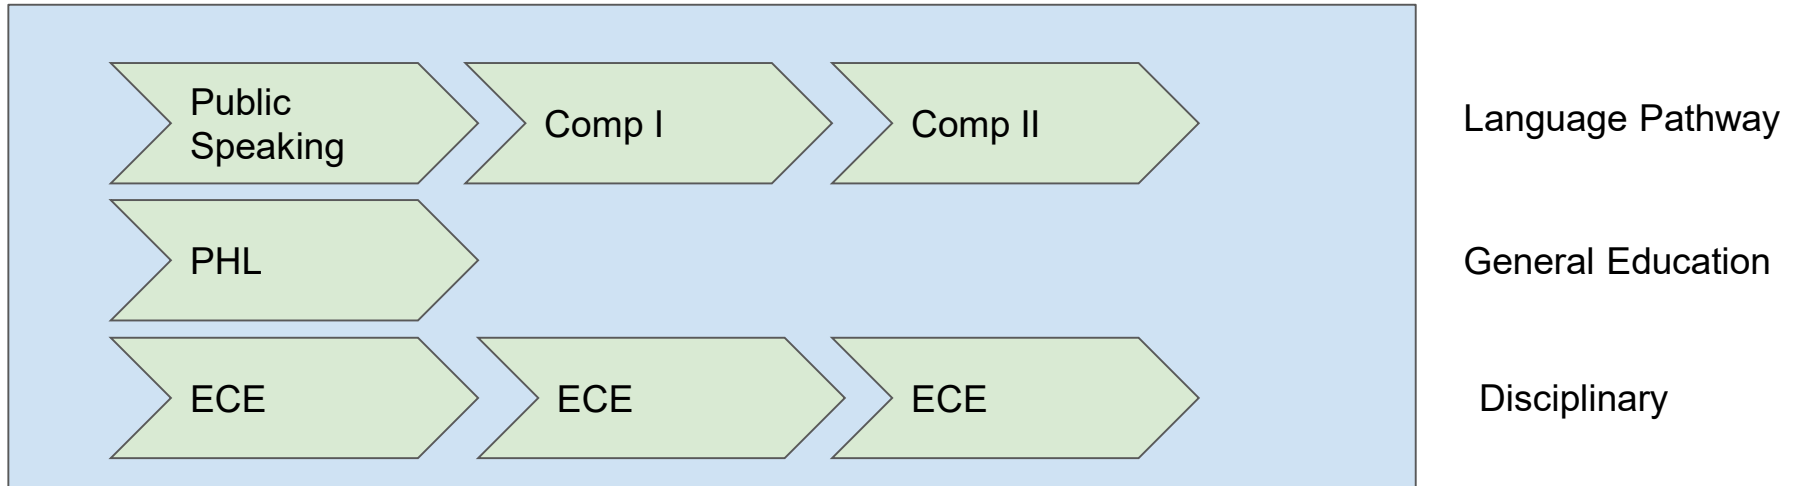 Public
Speaking
Comp I
Comp II
Language Pathway
PHL
General Education
ECE
ECE
ECE
Disciplinary